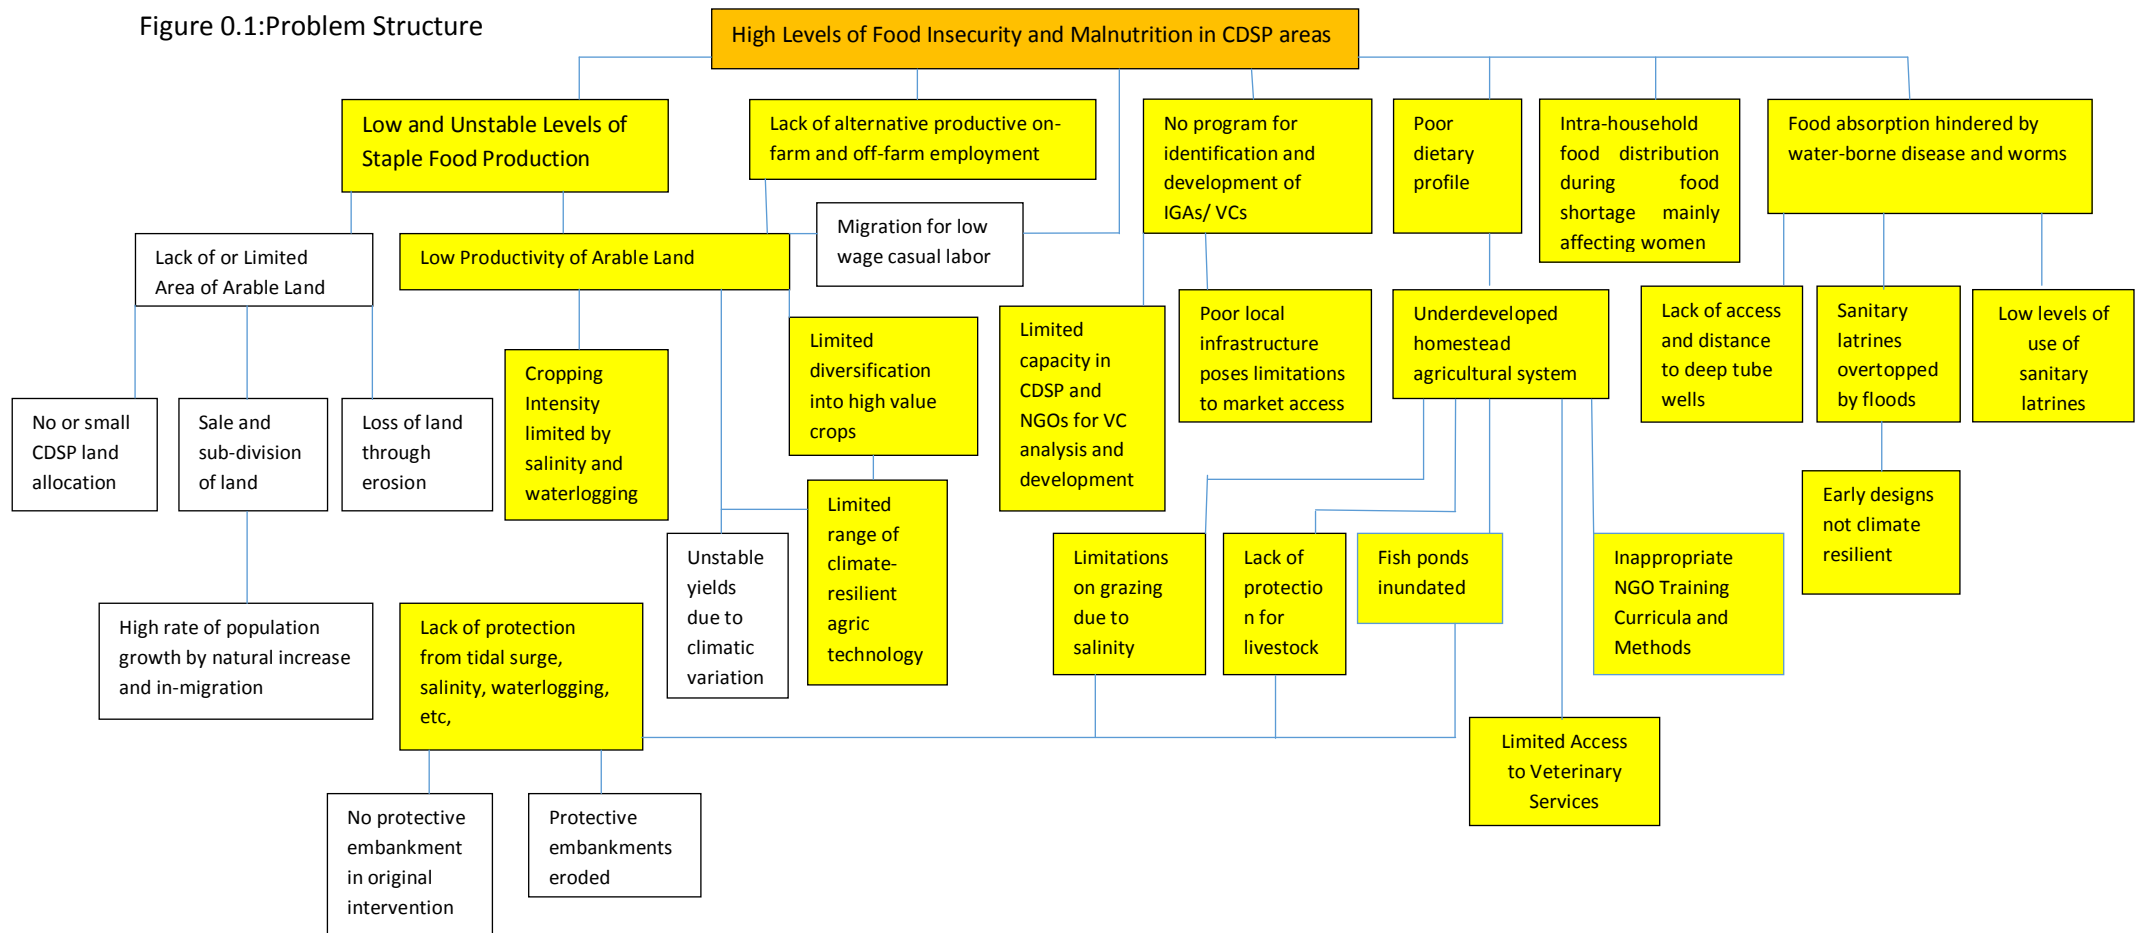 Figure 0.1:Problem Structure
High Levels of Food Insecurity and Malnutrition in CDSP areas
Low and Unstable Levels of
Staple Food Production
Lack of alternative productive on-
farm and off-farm employment
No program for
identification and
development of
IGAs/ VCs
Poor
dietary
profile
Intra-household
food distribution
during food
shortage mainly
affecting women
Food absorption hindered by
water-borne disease and worms
Migration for low
wage casual labor
Lack of or Limited
Area of Arable Land
Low Productivity of Arable Land
Limited
capacity in
CDSP and
NGOs for VC
analysis and
development
Poor local
infrastructure
poses limitations
to market access
Underdeveloped
homestead
agricultural system
Lack of access
and distance
to deep tube
wells
Sanitary
latrines
overtopped
by floods
Low levels of
use of
sanitary
latrines
Limited
diversification
into high value
crops
Cropping
Intensity
limited by
salinity and
waterlogging
No or small
CDSP land
allocation
Sale and
sub-division
of land
Loss of land
through
erosion
Early designs
not climate
resilient
Limited
range of
climate-
resilient
agric
technology
Unstable
yields
due to
climatic
variation
Limitations
on grazing
due to
salinity
Lack of
protectio
n for
livestock
Fish ponds
inundated
Inappropriate
NGO Training
Curricula and
Methods
High rate of population
growth by natural increase
and in-migration
Lack of protection
from tidal surge,
salinity, waterlogging,
etc,
Limited Access
to Veterinary
Services
No protective
embankment
in original
intervention
Protective
embankments
eroded